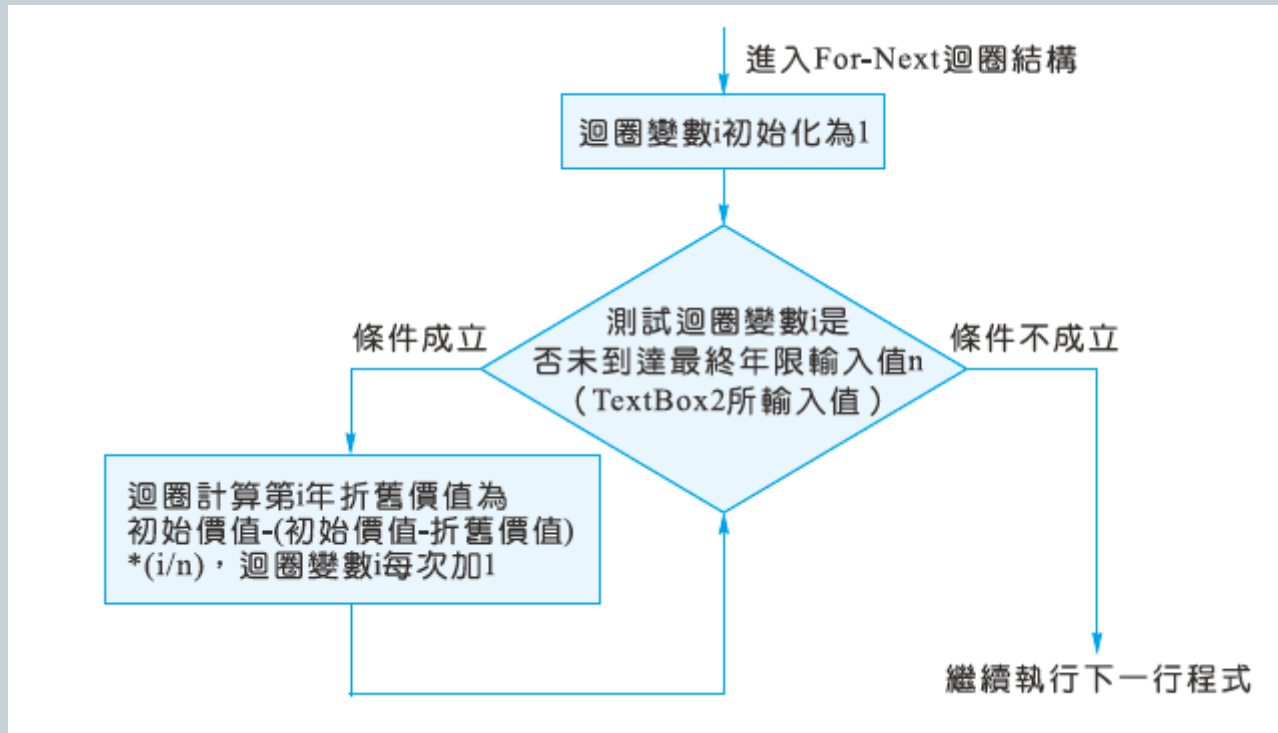 進入For-Next迴圈結構
迴圈變數i初始化為1
測試迴圈變數i是
否未到達最終年限輸入值n
（TextBox2所輸入值）
條件成立
條件不成立
迴圈計算第i年折舊價值為
初始價值-(初始價值-折舊價值)
*(i/n)，迴圈變數i每次加1
繼續執行下一行程式